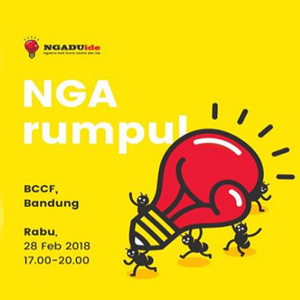 NGADUide
NGA
rumpul
BCCF,
Bandung
Rabu,
28 Feb 2018
17.00-20.00